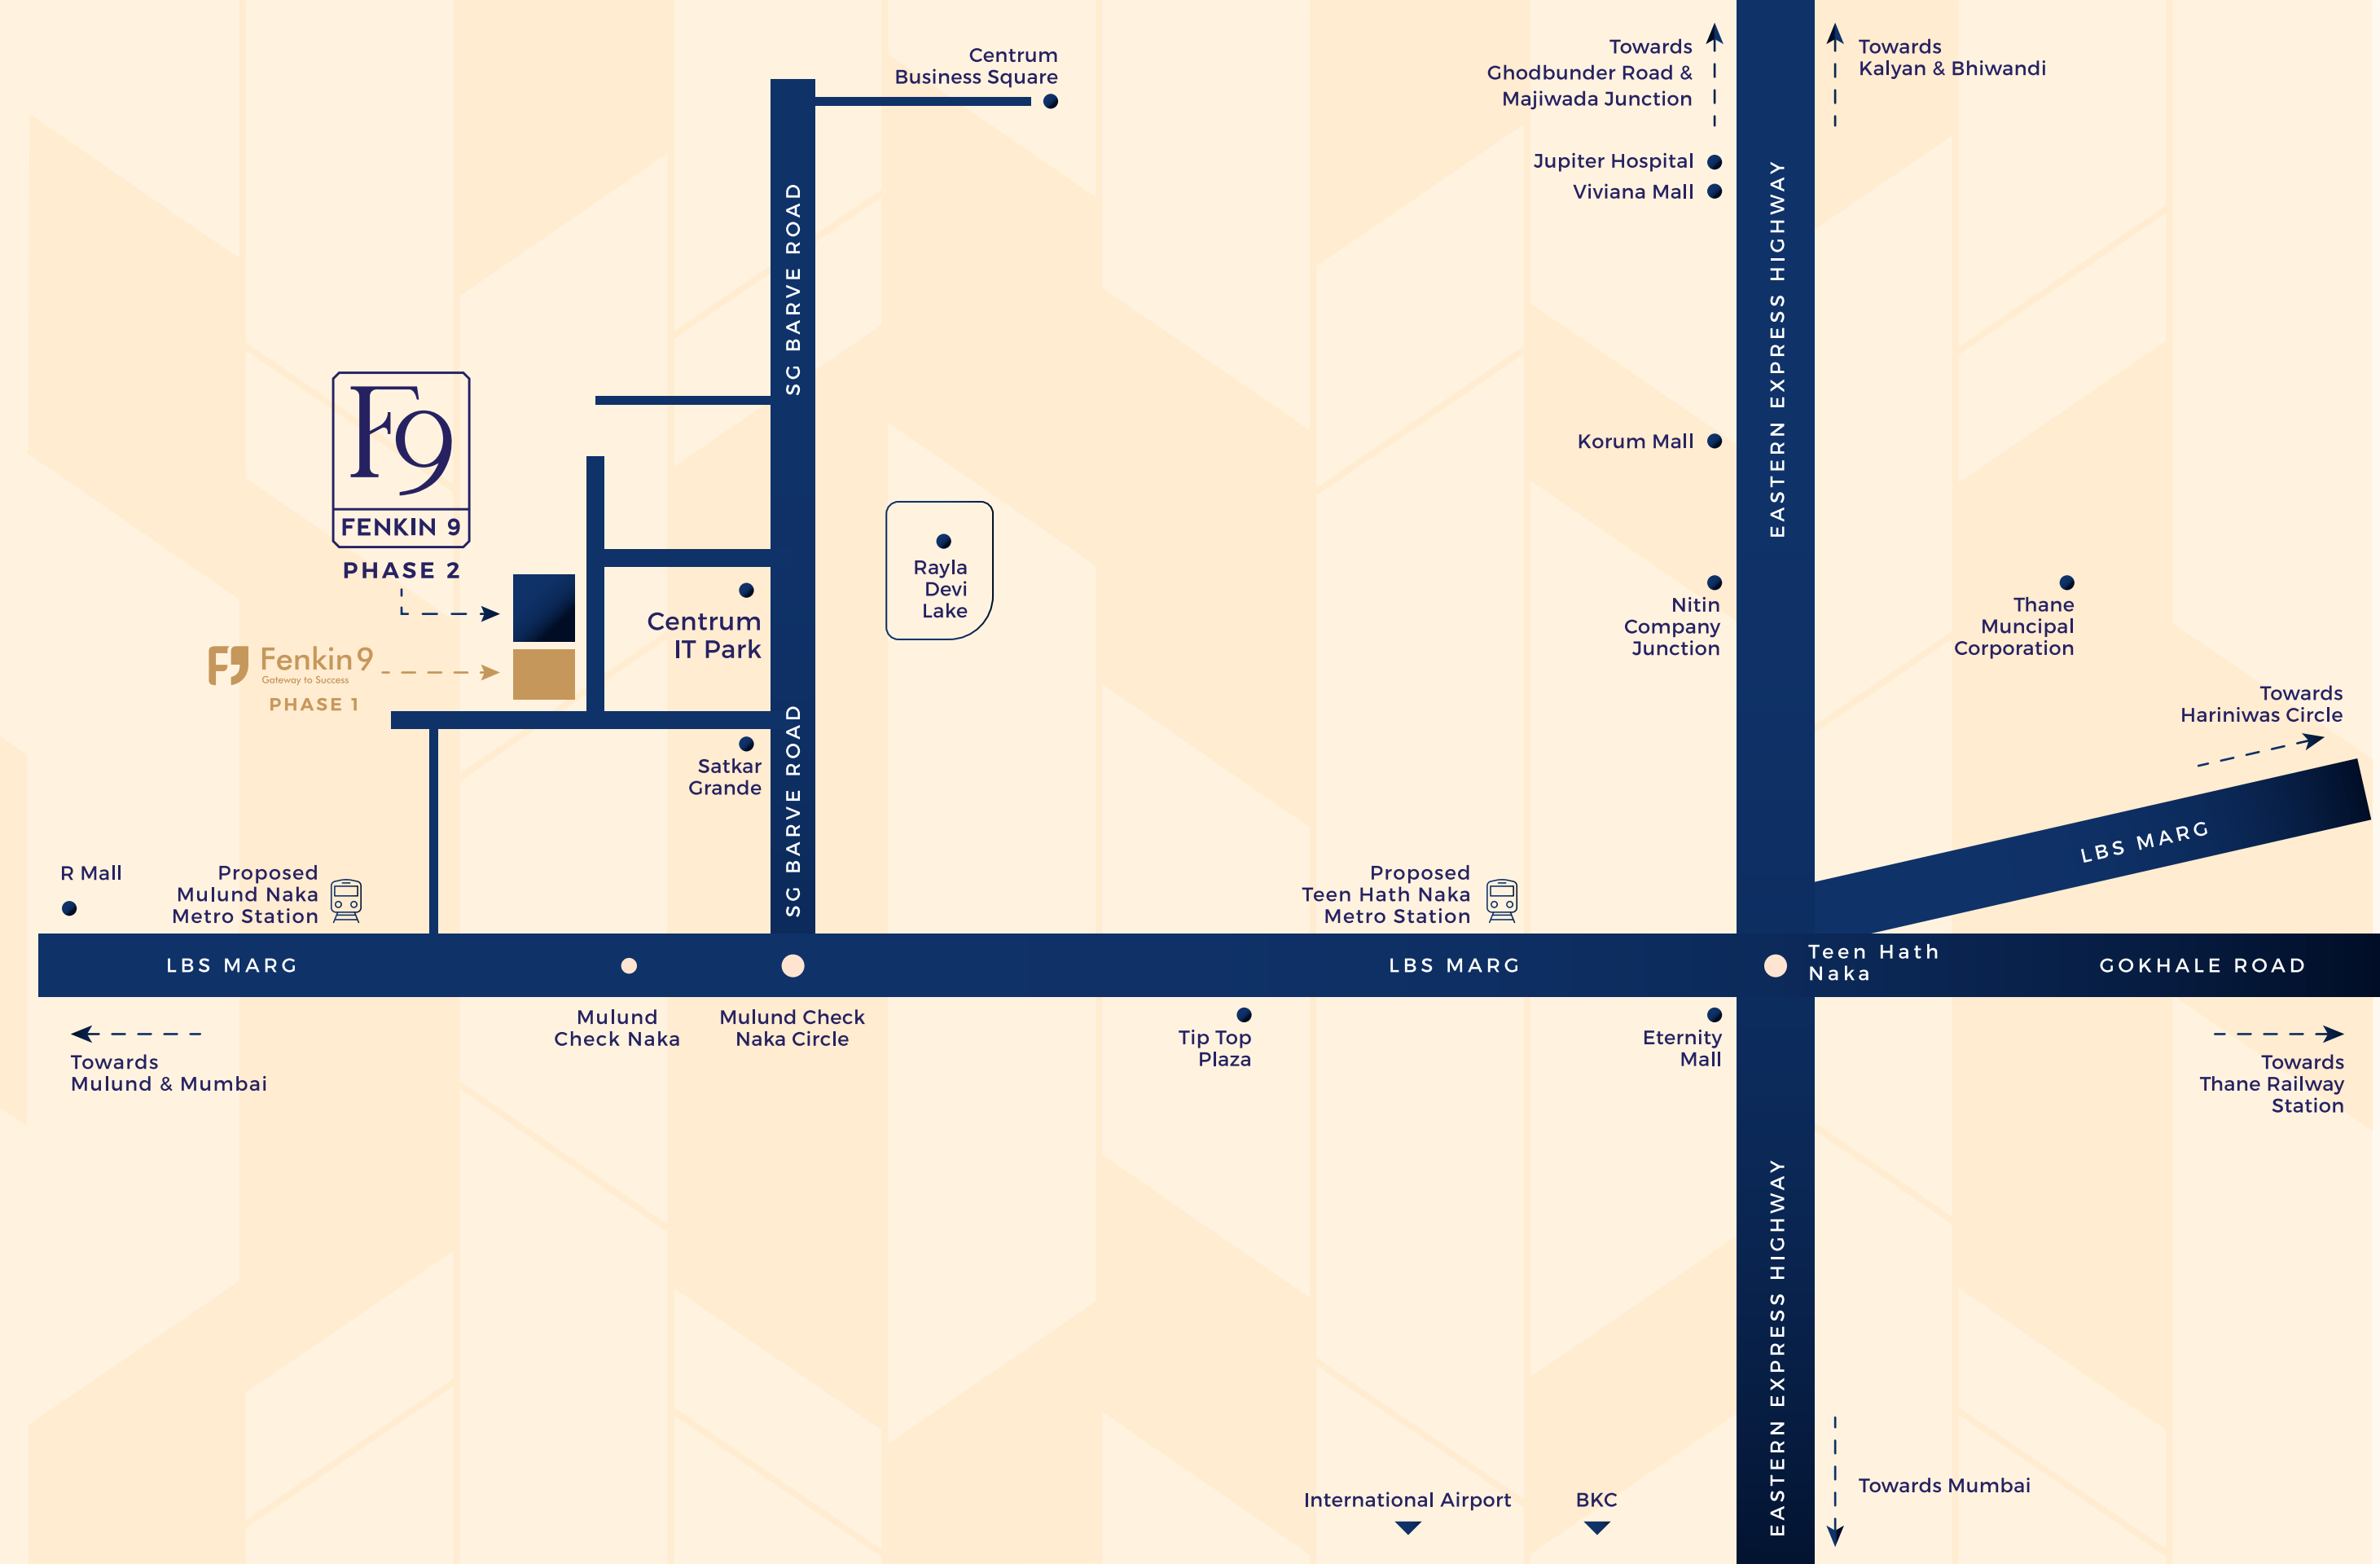 Centrum
Business Square
Towards
Ghodbunder Road &
Majiwada Junction
Towards
Kalyan & Bhiwandi
Jupiter Hospital
Viviana Mall
SG BARVE ROAD
EASTERN EXPRESS HIGHWAY
F9
FENKIN 9
PHASE 2
Korum Mall
Rayla
Devi
Lake
Centrum
IT Park
Nitin
Company
Junction
Thane
Muncipal
Corporation
Fenkin 9
Gateway to Success
PHASE 1
Towards
Hariniwas Circle
Satkar
Grande
SG BARVE ROAD
LBS MARG
R Mall
Proposed
Mulund Naka
Metro Station
Proposed
Teen Hath Naka
Metro Station
LBS MARG
LBS MARG
Teen Hath
Naka
GOKHALE ROAD
Mulund
Check Naka
Mulund Check
Naka Circle
Tip Top
Plaza
Eternity
Mall
Towards
Mulund & Mumbai
Towards
Thane Railway
Station
EASTERN EXPRESS HIGHWAY
International Airport
BKC
Towards Mumbai